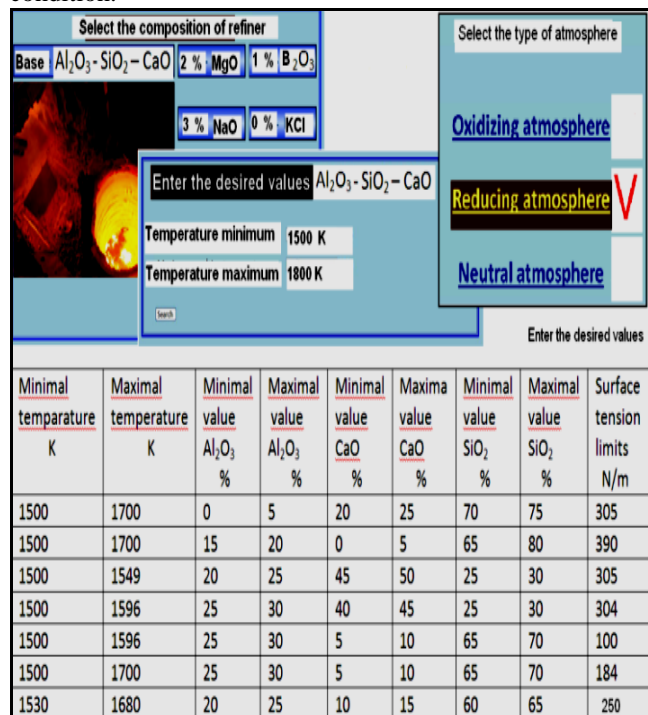 condition.
Select the composition of refiner
Base Al₂O₃ - SiO₂ – CaO 2 % MgO 1 % B₂O₃
3 % NaO 0 % KCl
Select the type of atmosphere
Oxidizing atmosphere
Reducing atmosphere V
Neutral atmosphere
Enter the desired values Al₂O₃ - SiO₂ – CaO
Temperature minimum 1500 K
Temperature maximum 1800 K
Search
Enter the desired values
Minimal temparature K Maximal temperature K Minimal value Al₂O₃ % Maximal value Al₂O₃ % Minimal value CaO % Maxima value CaO % Minimal value SiO₂ % Maximal value SiO₂ % Surface tension limits N/m
1500 1700 0 5 20 25 70 75 305
1500 1700 15 20 0 5 65 80 390
1500 1549 20 25 45 50 25 30 305
1500 1596 25 30 40 45 25 30 304
1500 1596 25 30 5 10 65 70 100
1500 1700 25 30 5 10 65 70 184
1530 1680 20 25 10 15 60 65 250